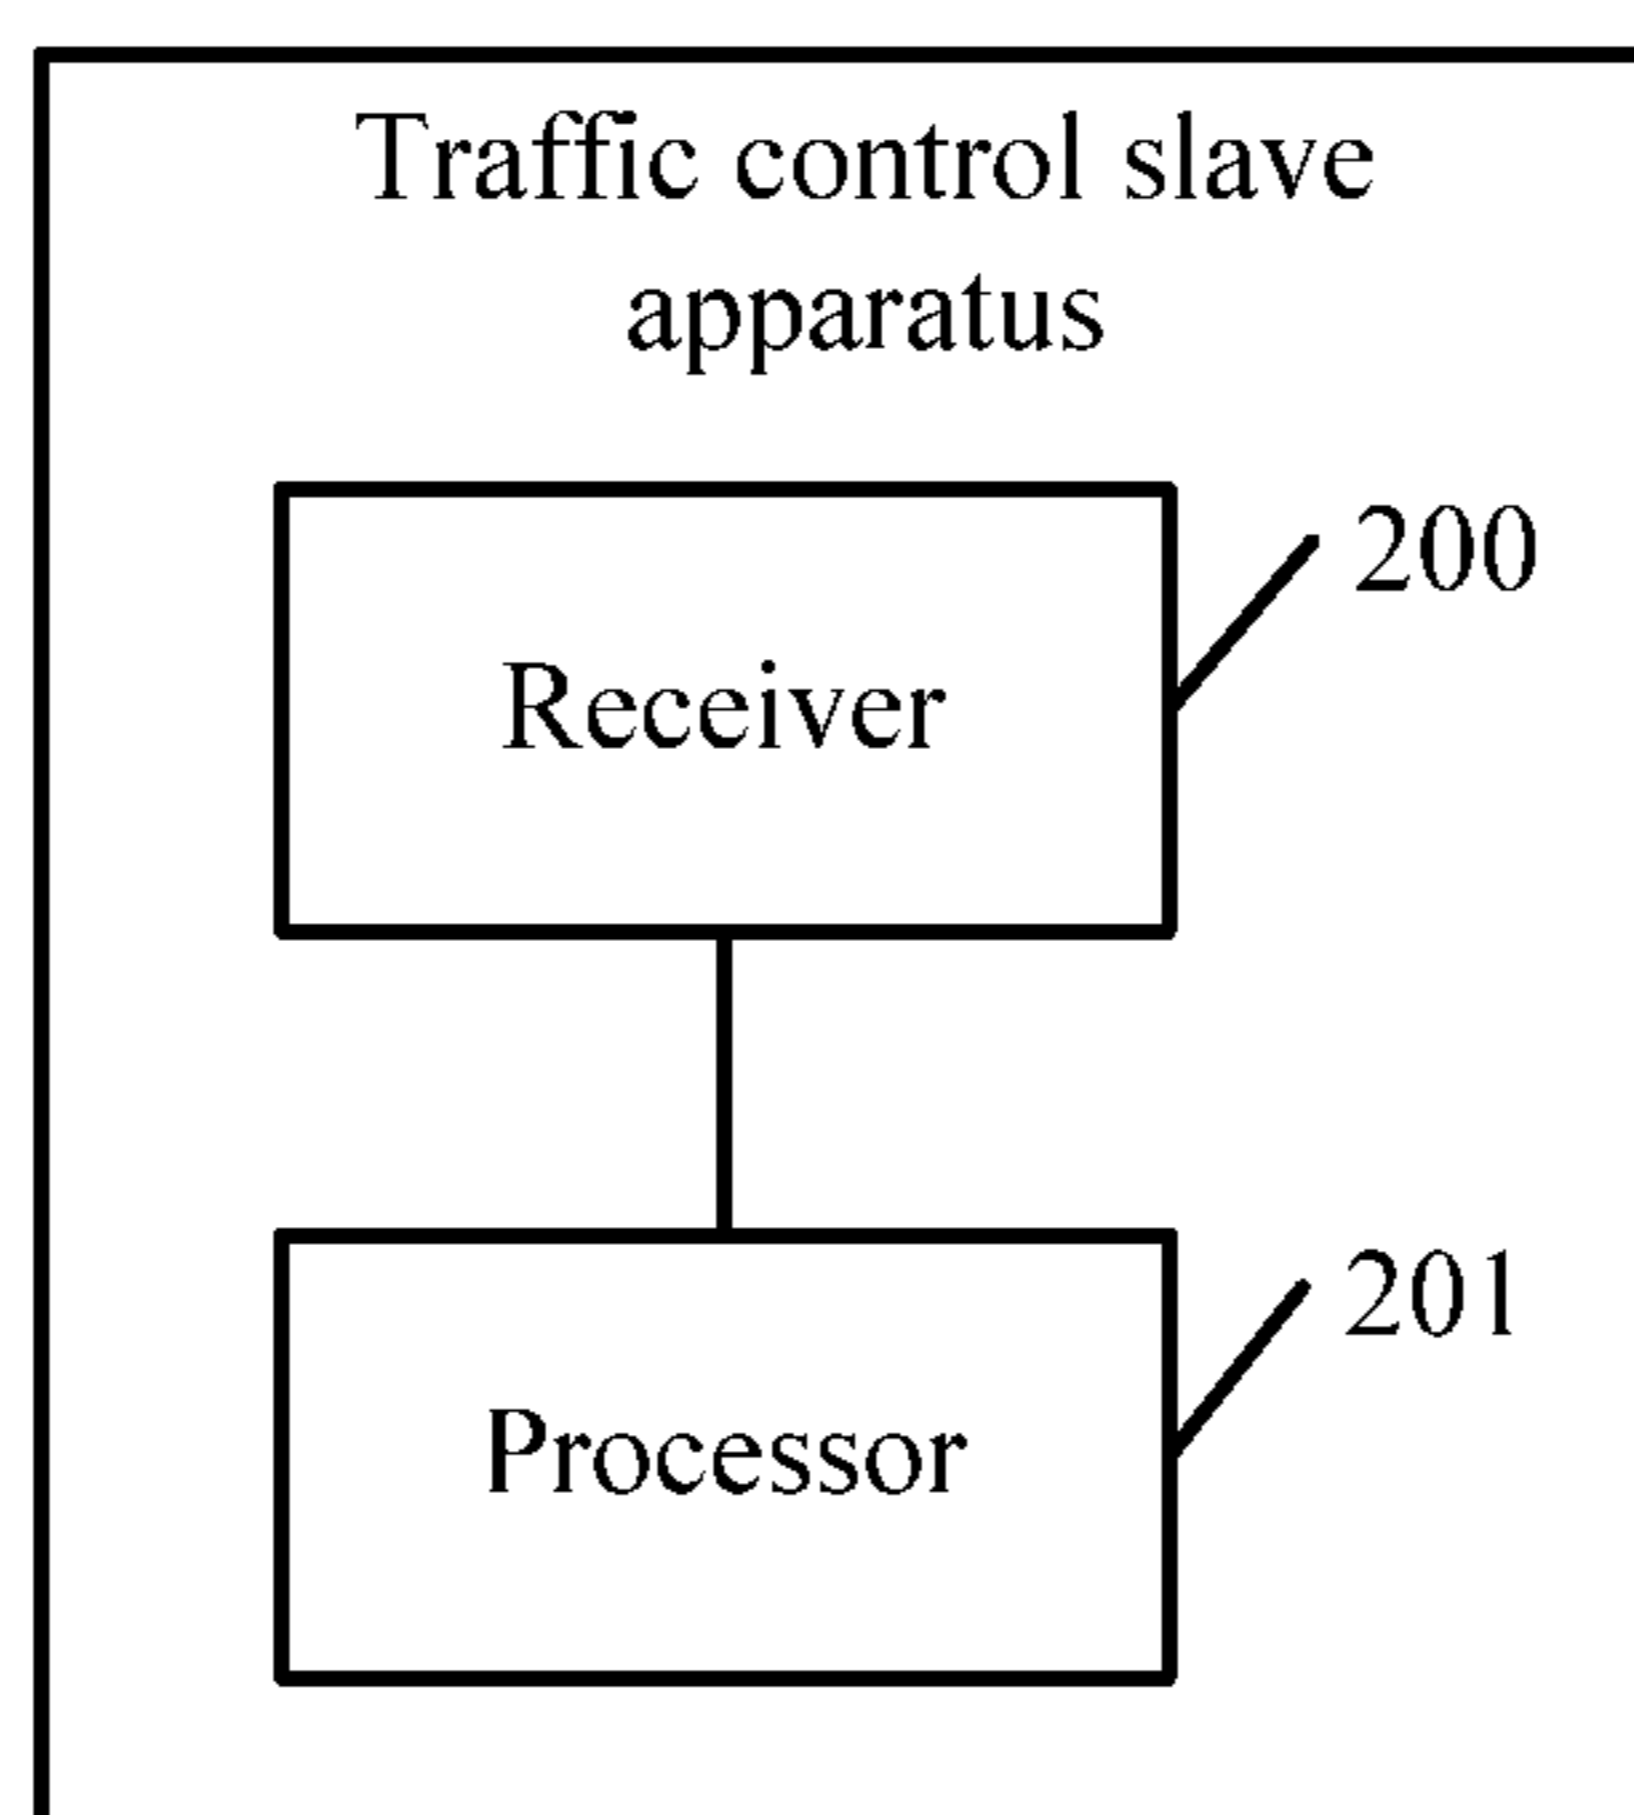 Traffic control slave
apparatus
200
Receiver
201
Processor